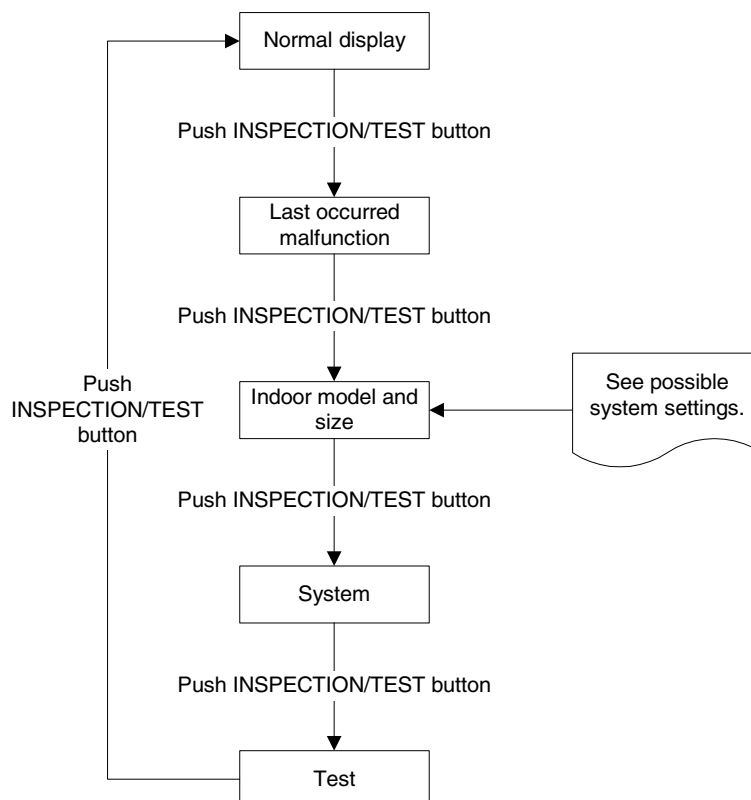 Normal display
Push INSPECTION/TEST button
Last occurred
malfunction
Push INSPECTION/TEST button
Indoor model and
size
See possible
system settings.
Push
INSPECTION/TEST
button
Push INSPECTION/TEST button
System
Push INSPECTION/TEST button
Test